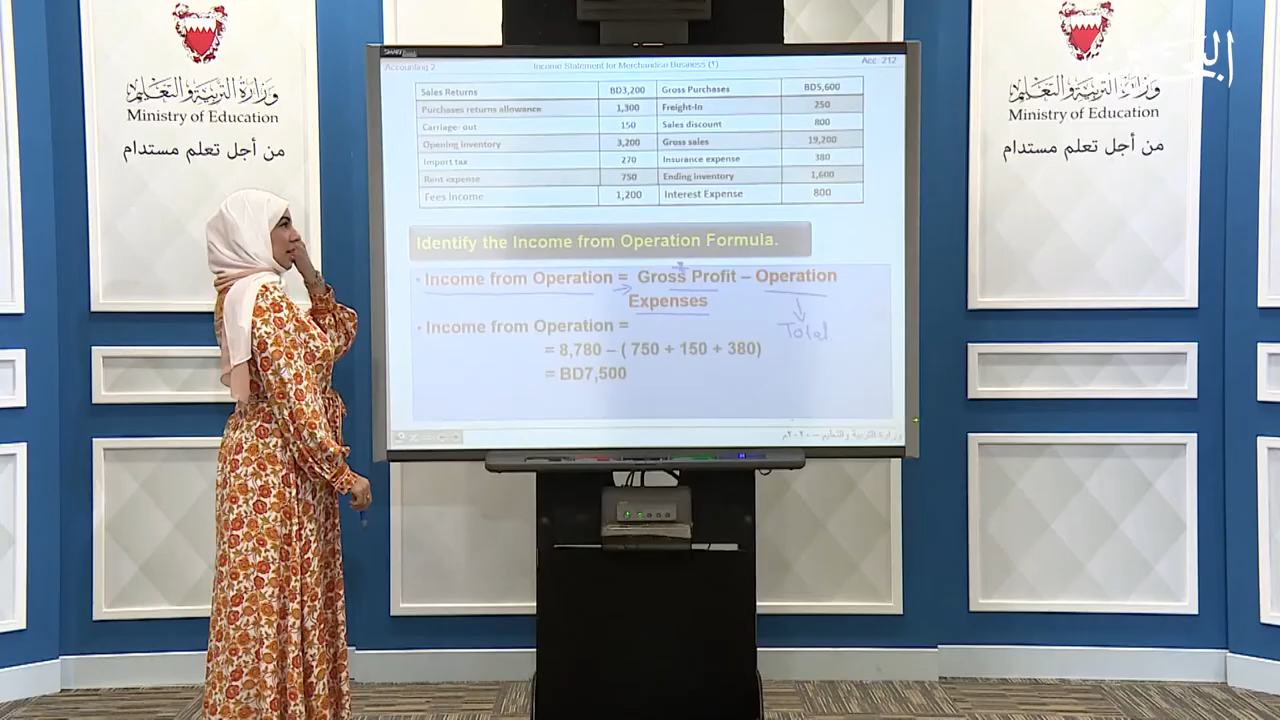 وزارة التربية والتعليم
Ministry of Education
من أجل تعلم مستدام
وزارة التربية والتعليم
Ministry of Education
من أجل تعلم مستدام
Accounting 2 Income Statement for Merchandise Business (٢) Acc. 212
Sales Returns BD3,200 Gross Purchases BD5,600
Purchases returns allowance 1,300 Freight-In 250
Carriage- out 150 Sales discount 800
Opening inventory 3,200 Gross sales 19,200
Import tax 270 Insurance expense 380
Rent expense 750 Ending Inventory 1,600
Fees Income 1,200 Interest Expense 800
Identify the Income from Operation Formula.
• Income from Operation = Gross Profit – Operation
Expenses
Total
• Income from Operation =
= 8,780 – ( 750 + 150 + 380)
= BD7,500
وزارة التربية والتعليم – ٢٠٢٠م